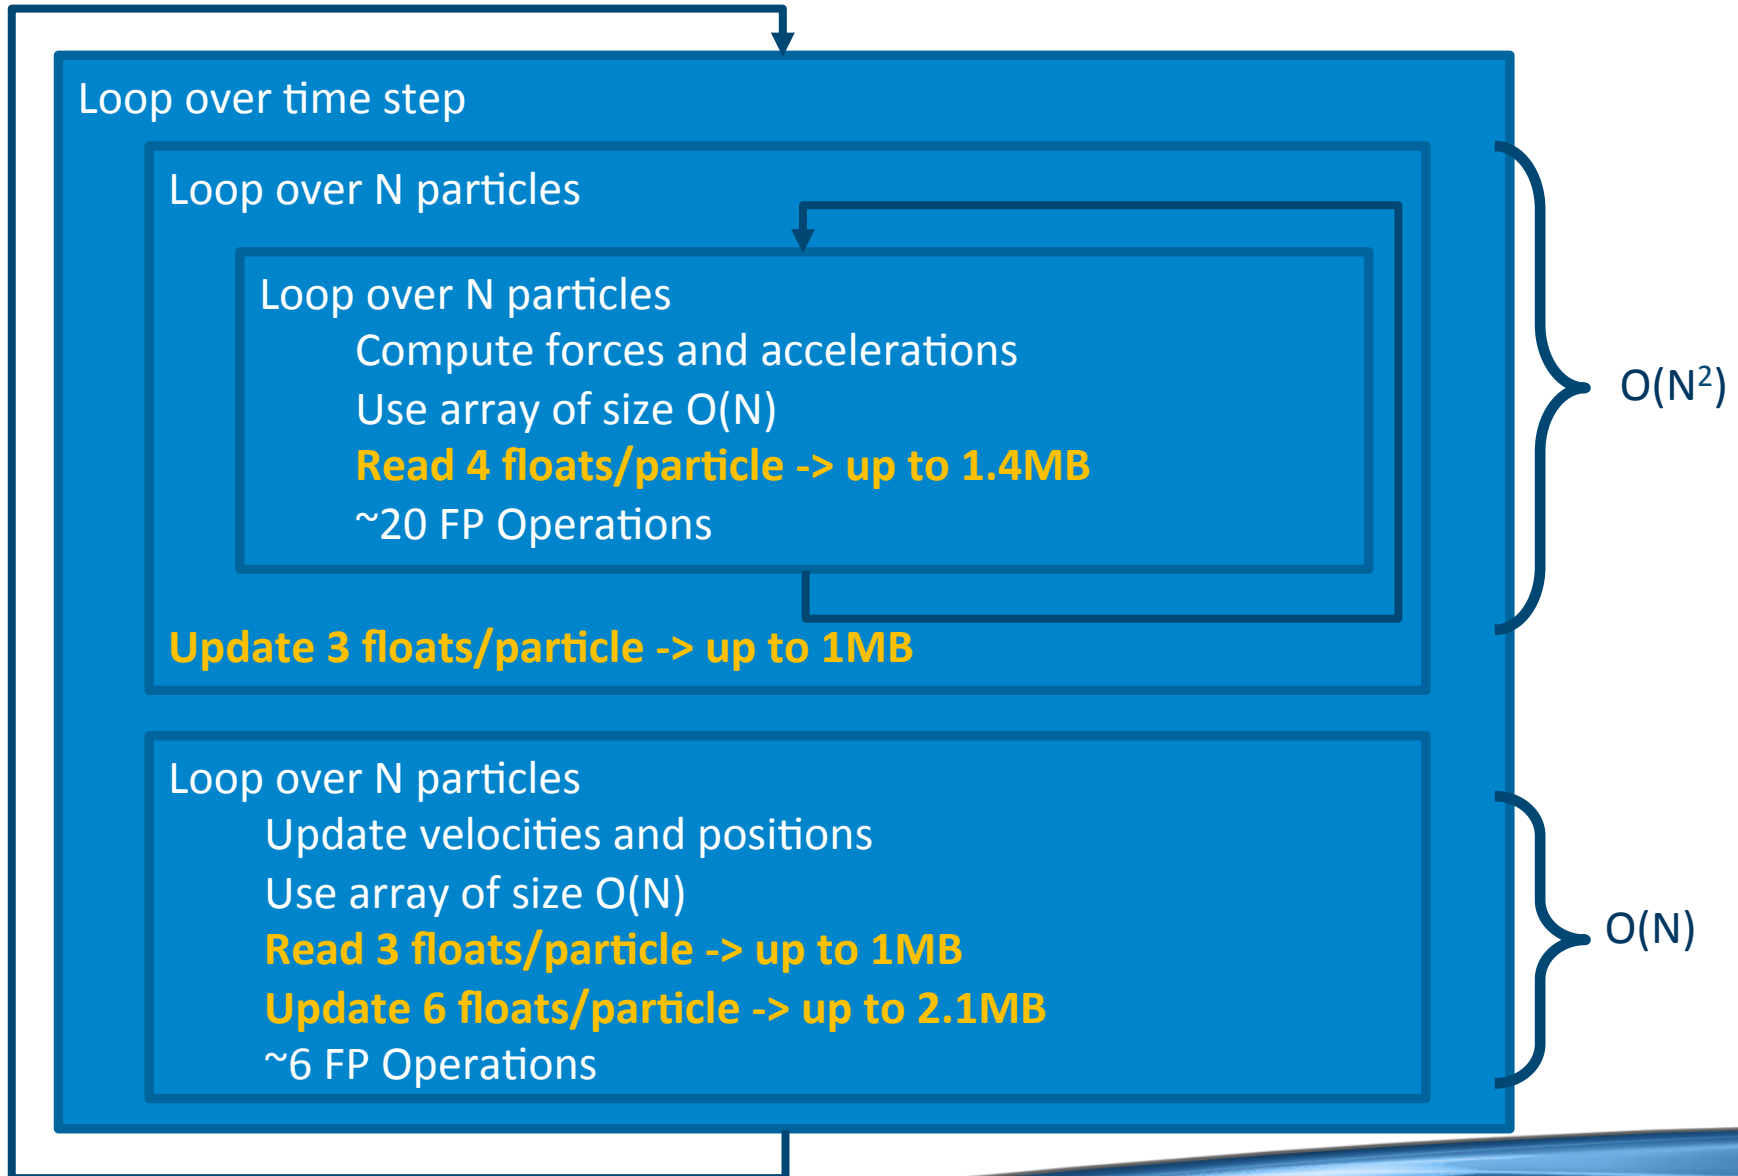 Loop over time step
Loop over N particles
Loop over N particles
Compute forces and accelerations
Use array of size O(N)
Read 4 floats/particle -> up to 1.4MB
~20 FP Operations
Update 3 floats/particle -> up to 1MB
O(N²)
Loop over N particles
Update velocities and positions
Use array of size O(N)
Read 3 floats/particle -> up to 1MB
Update 6 floats/particle -> up to 2.1MB
~6 FP Operations
O(N)